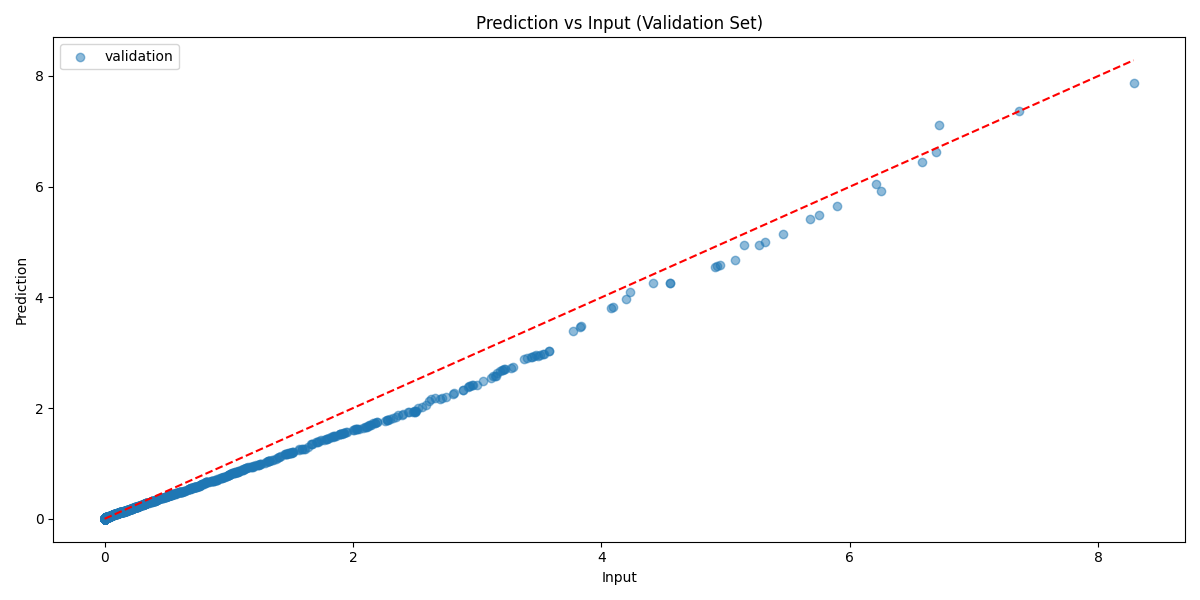 Prediction vs Input (Validation Set)
validation
8
6
4
2
0
Prediction
0 2 4 6 8
Input